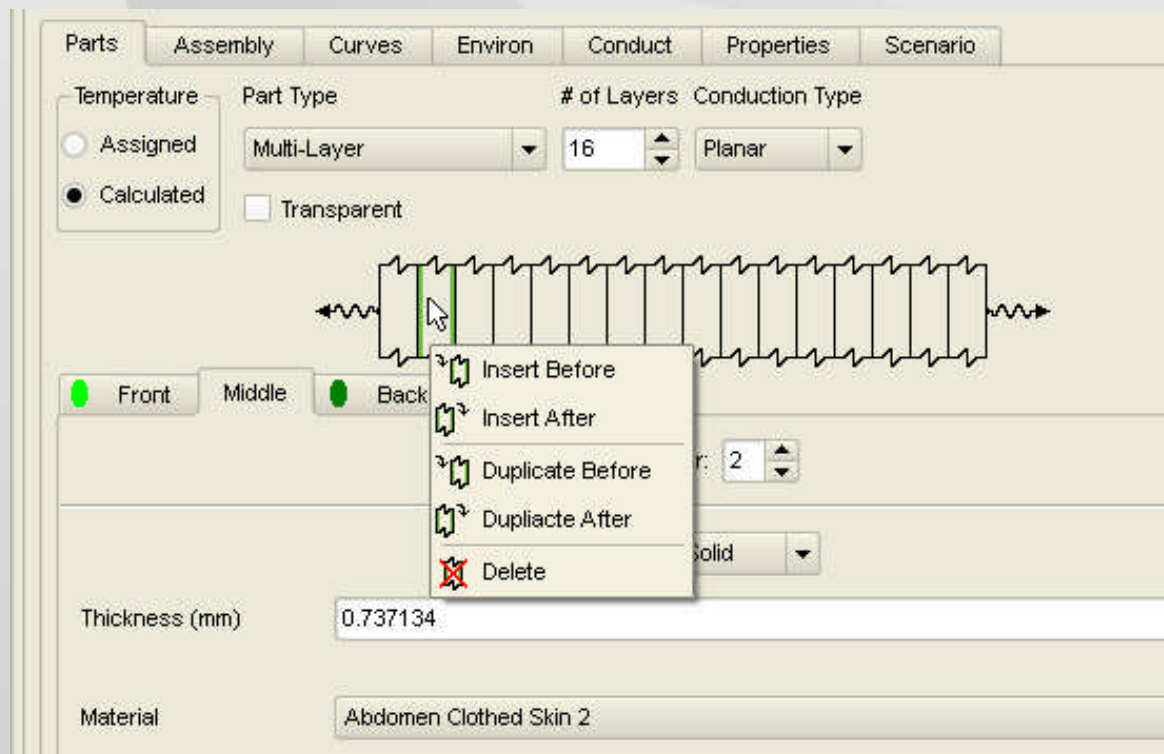 Parts Assembly Curves Environ Conduct Properties Scenario
Temperature Part Type # of Layers Conduction Type
Assigned Multi-Layer 16 Planar
Calculated Transparent
Front Middle Back
Insert Before
Insert After
r: 2
Duplicate Before
Dupliacte After
Solid
Delete
Thickness (mm) 0.737134
Material Abdomen Clothed Skin 2